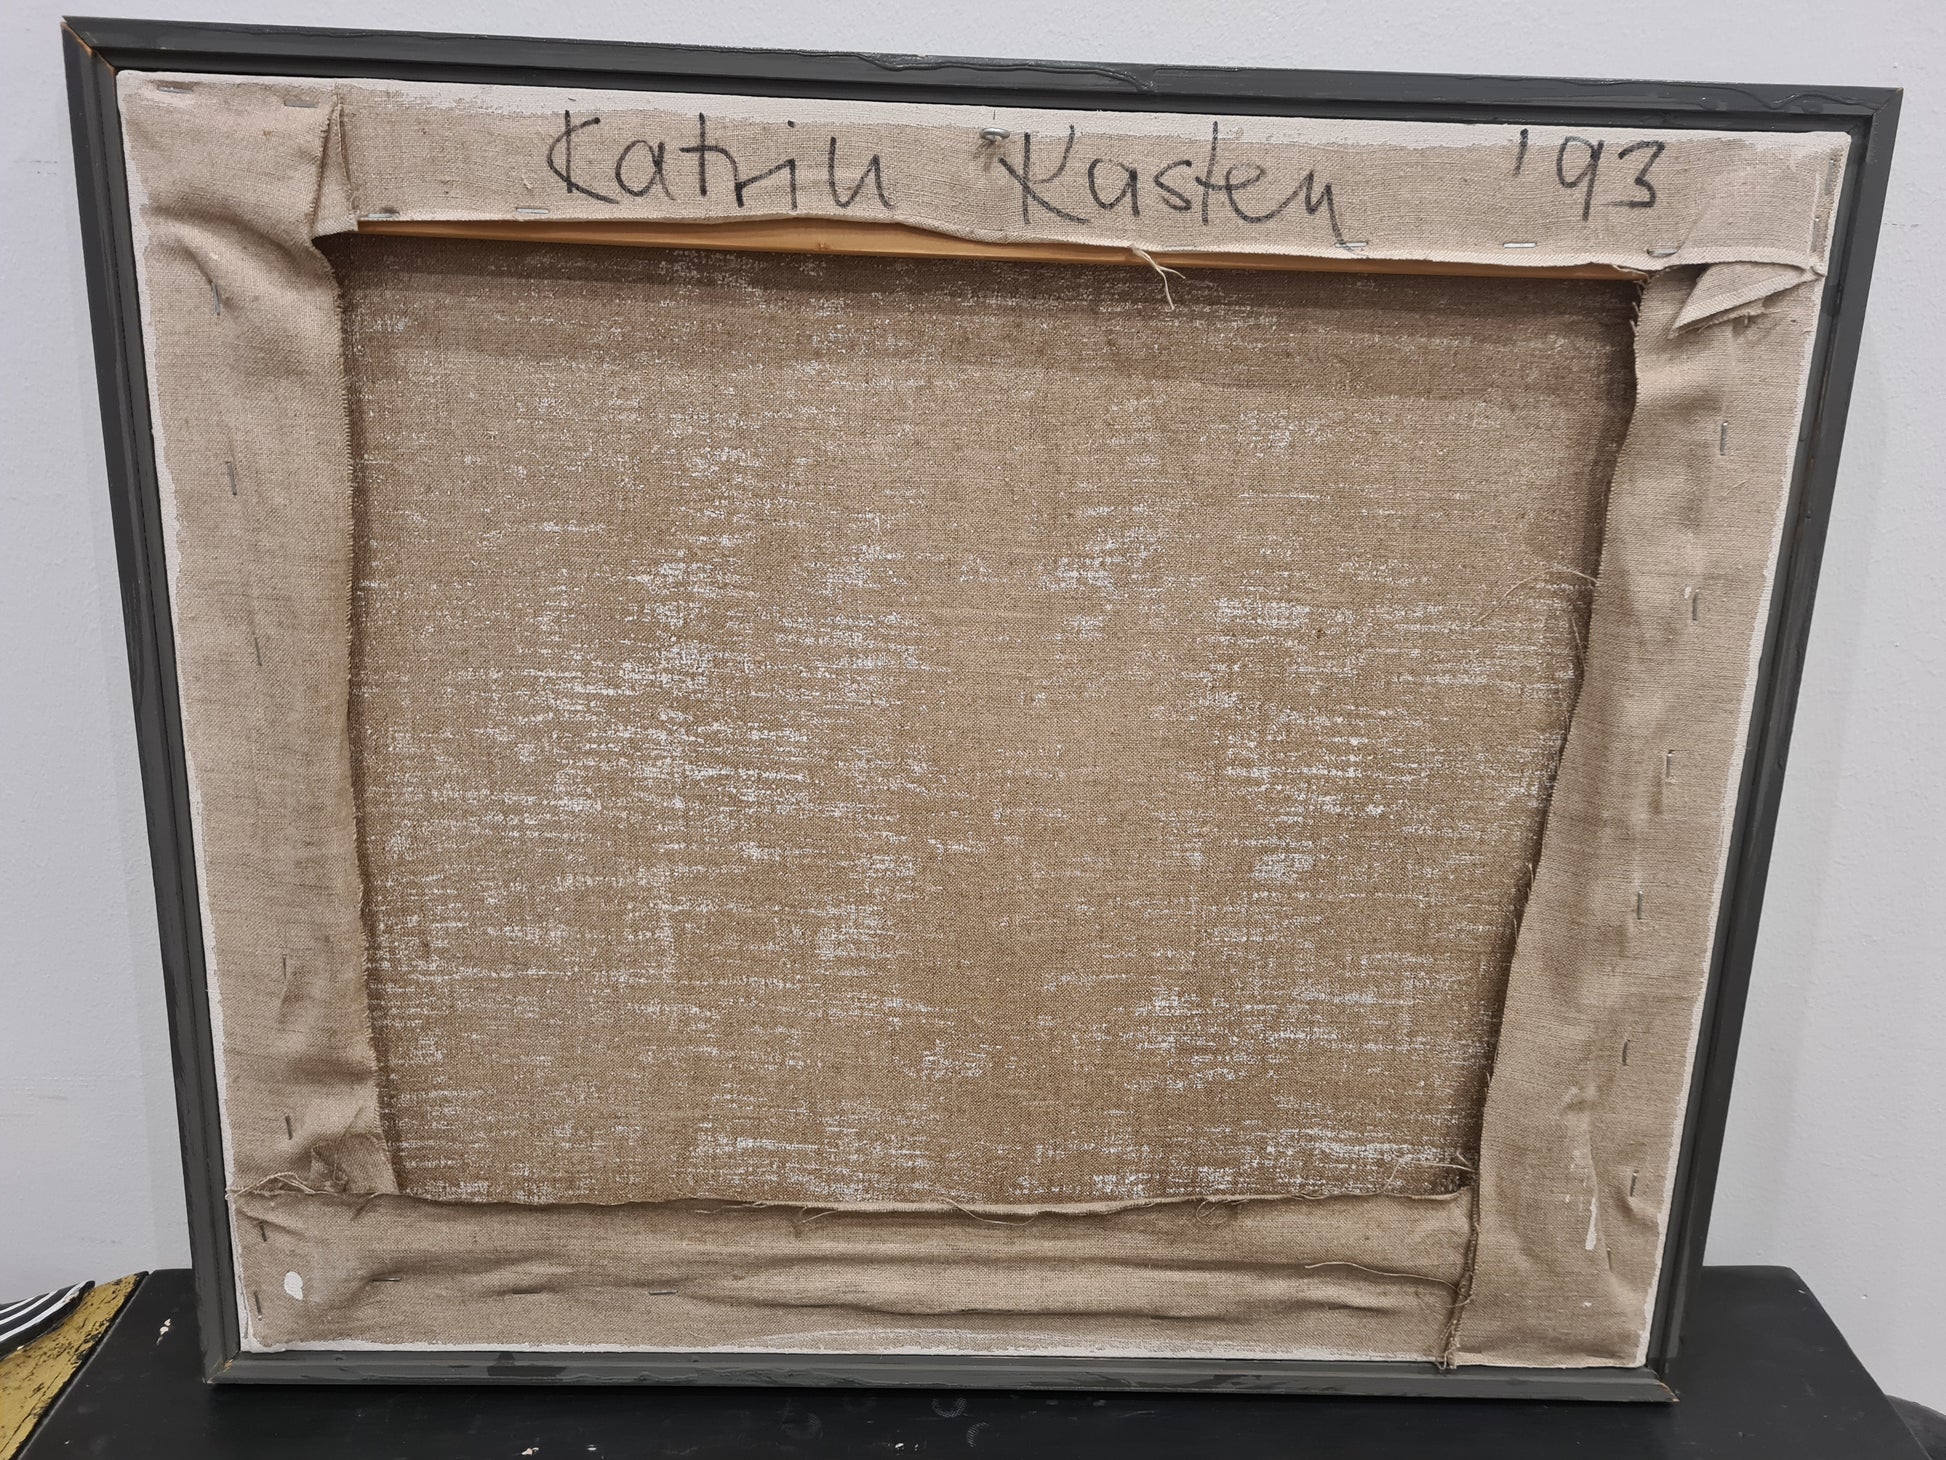 Katrin Kasten '93